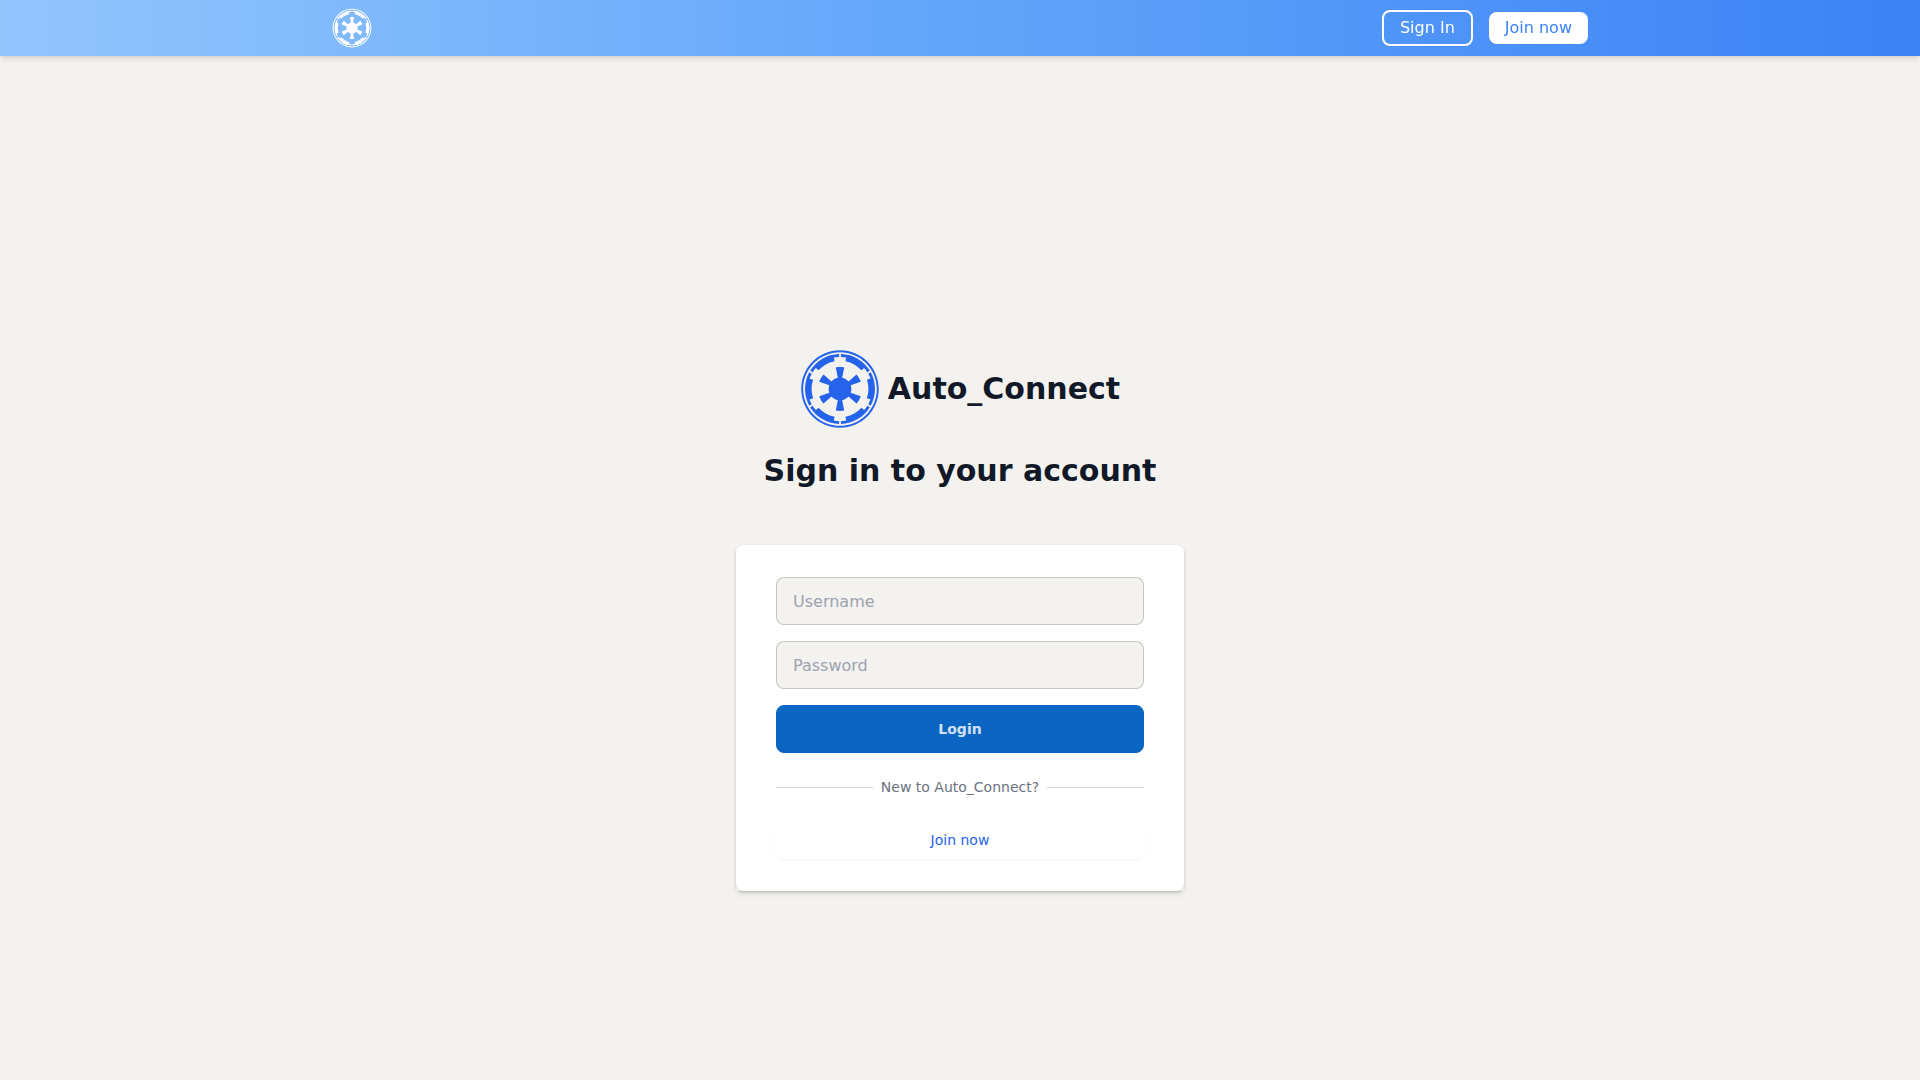 Sign In
Join now
Auto_Connect
Sign in to your account
Username
Password
Login
New to Auto_Connect?
Join now